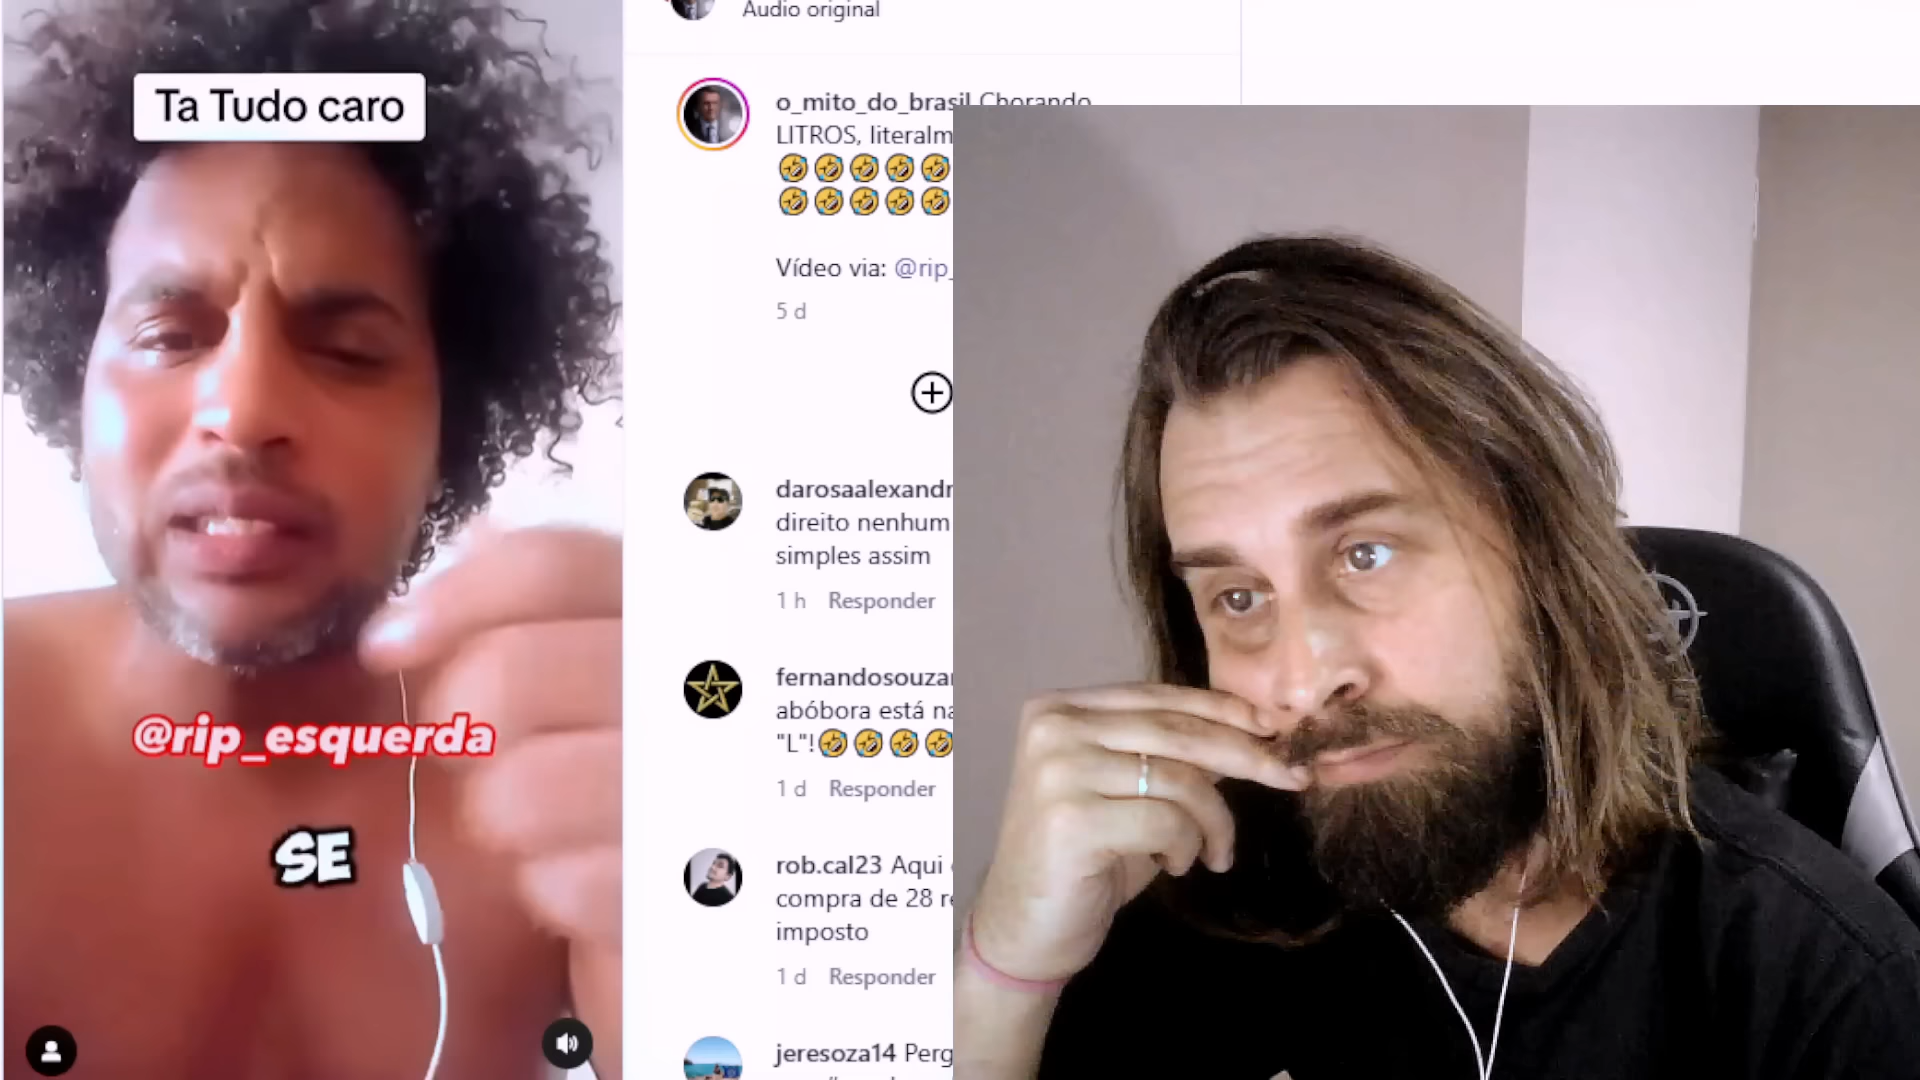 Ta Tudo caro
@rip_esquerda
SE
Audio original
o_mito_do_brasil Chorando
LITROS, literalm
Vídeo via: @rip_
5 d
darosaalexandr
direito nenhum
simples assim
1 h Responder
fernandosouza
abóbora está na
"L"!
1 d Responder
rob.cal23 Aqui
compra de 28 re
imposto
1 d Responder
jeresoza14 Perg